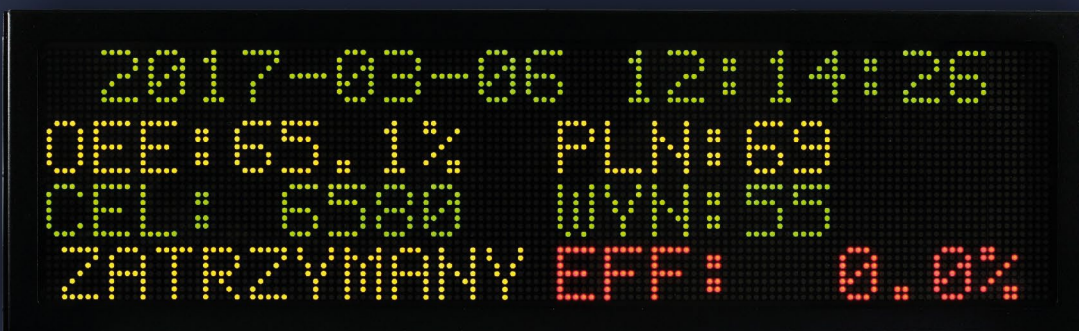 2017-03-06 12:14:26
OEE:65.1% PLN:69
CEL: 6580 WYN:55
ZATRZYMANY EFF: 0.0%